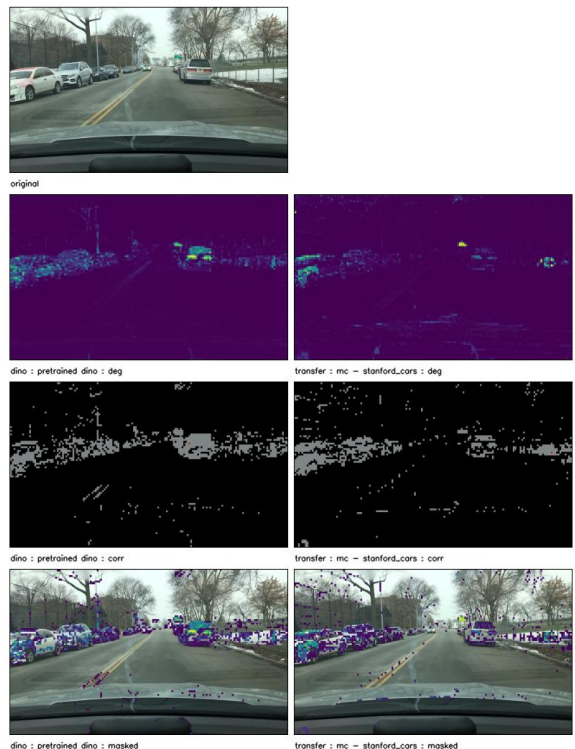 original
dino : pretrained dino : deg
transfer : mc - stanford_cars : deg
dino : pretrained dino : corr
transfer : mc - stanford_cars : corr
dino : pretrained dino : masked
transfer : mc - stanford_cars : masked